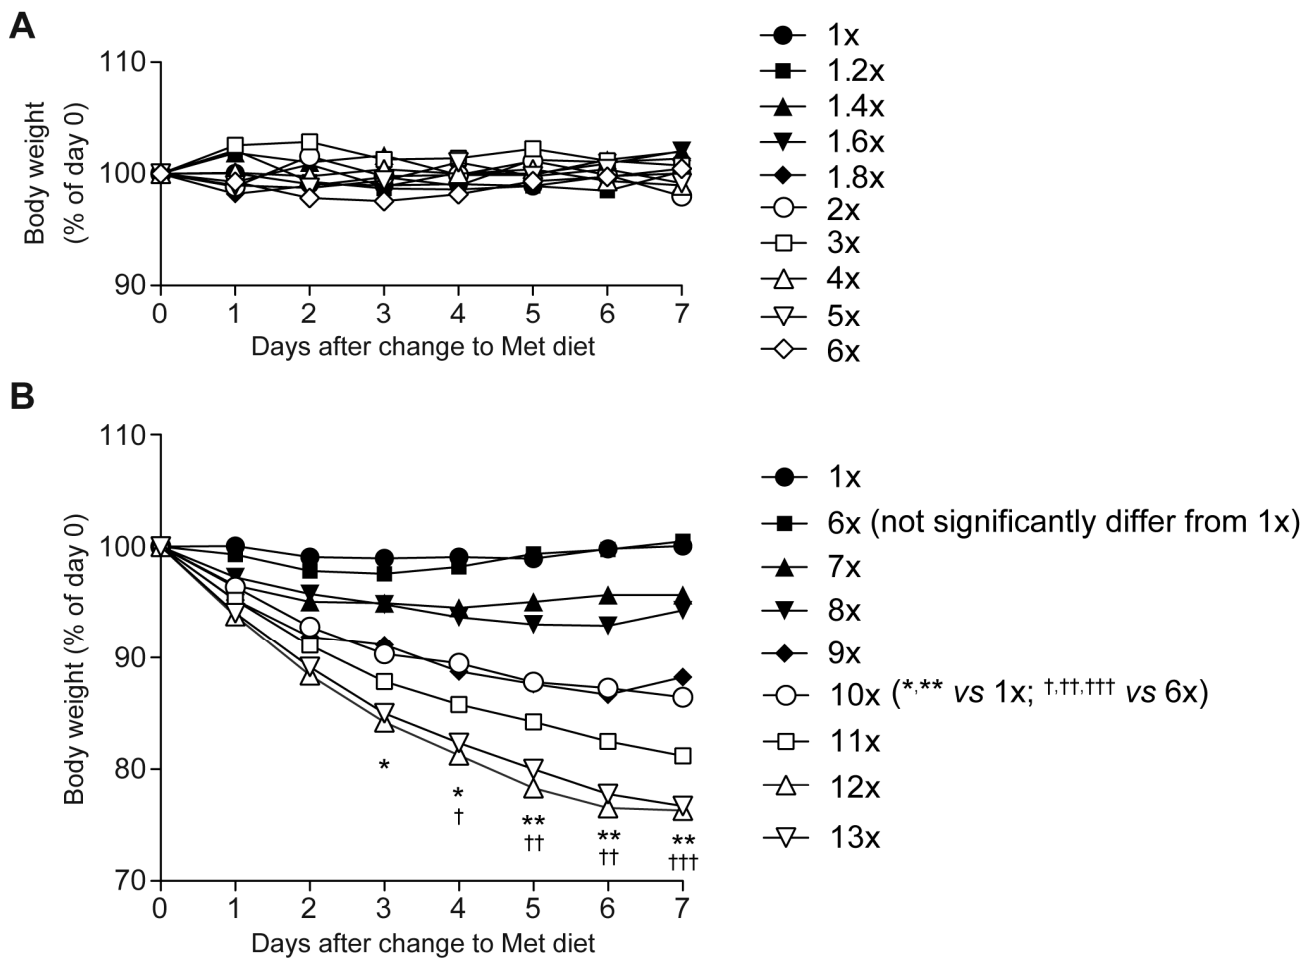 A
110
100
90
Body weight
(% of day 0)
0 1 2 3 4 5 6 7
Days after change to Met diet
1x
1.2x
1.4x
1.6x
1.8x
2x
3x
4x
5x
6x
B
110
100
90
80
70
Body weight (% of day 0)
*
*
†
**
††
**
††
**
†††
0 1 2 3 4 5 6 7
Days after change to Met diet
1x
6x (not significantly differ from 1x)
7x
8x
9x
10x (*,** vs 1x; †,††,††† vs 6x)
11x
12x
13x